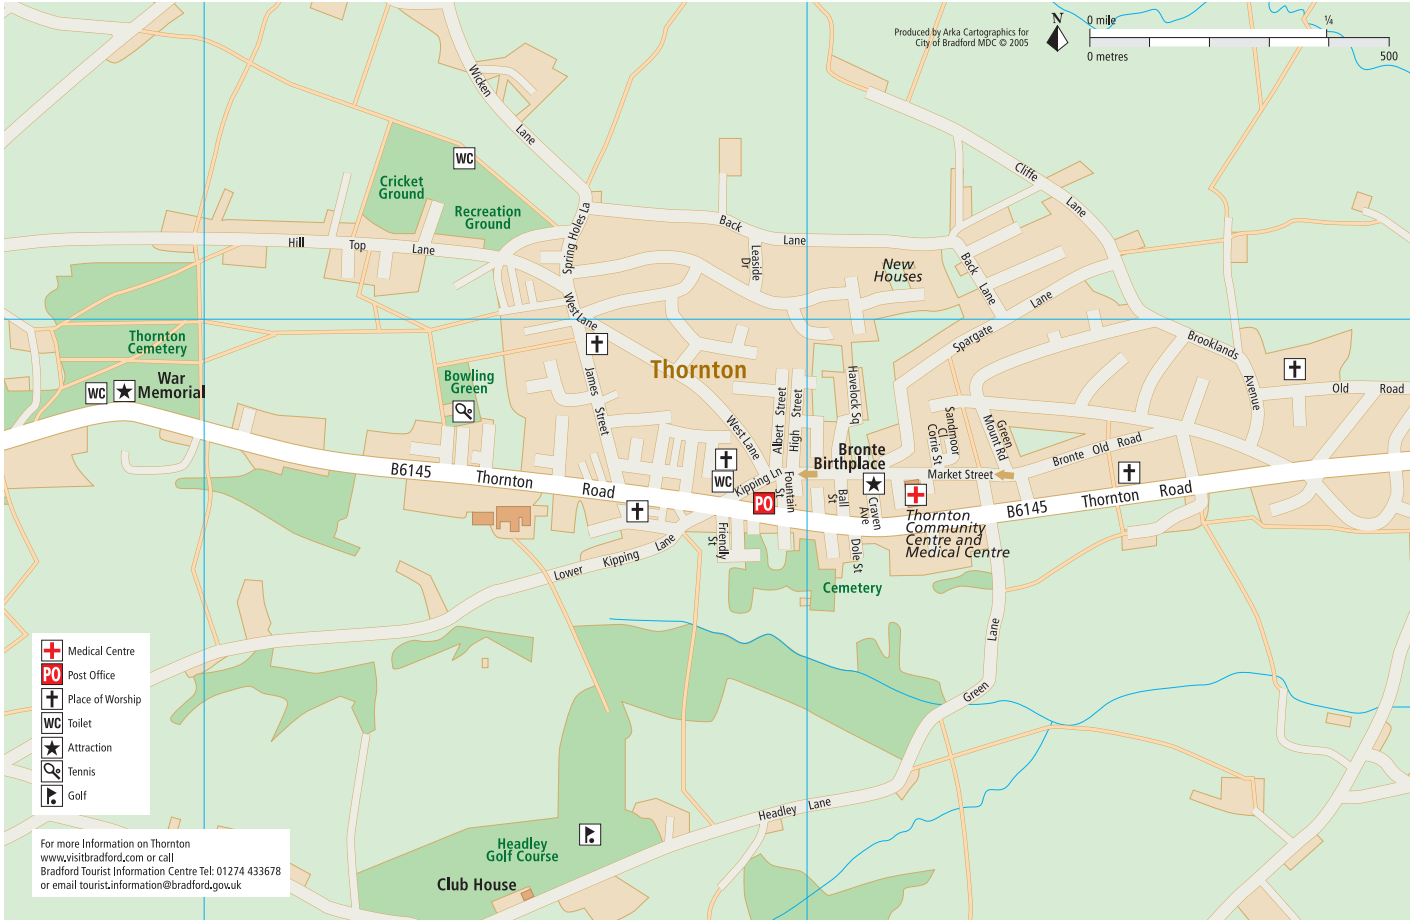 Produced by Arka Cartographics for
City of Bradford MDC © 2005
N
0 mile
¼
0 metres
500
Wicken
Lane
WC
Cricket
Ground
Recreation
Ground
Cliffe
Lane
Hill
Top
Lane
Spring Holes La
Back
Lane
Leaside
Dr
New
Houses
Back
Lane
Spargate
Lane
West Lane
Thornton
Cemetery
War
Memorial
WC
Bowling
Green
James
Street
Thornton
Brooklands
Avenue
Old
Road
Havelock Sq
Albert Street
High Street
West Lane
Sandmoor
Cl
Corrie St
Green
Mount Rd
Bronte Old Road
Bronte
Birthplace
Market Street
B6145
Thornton
Road
WC
Kipping Ln
PO
Fountain
St
Ball
St
Craven
Ave
B6145
Thornton
Road
Thornton
Community
Centre and
Medical Centre
Friendly
St
Dole St
Lower
Kipping
Lane
Cemetery
Green
Lane
Headley
Lane
Headley
Golf Course
Club House
Medical Centre
PO Post Office
Place of Worship
WC Toilet
Attraction
Tennis
Golf
For more Information on Thornton
www.visitbradford.com or call
Bradford Tourist Information Centre Tel: 01274 433678
or email tourist.information@bradford.gov.uk